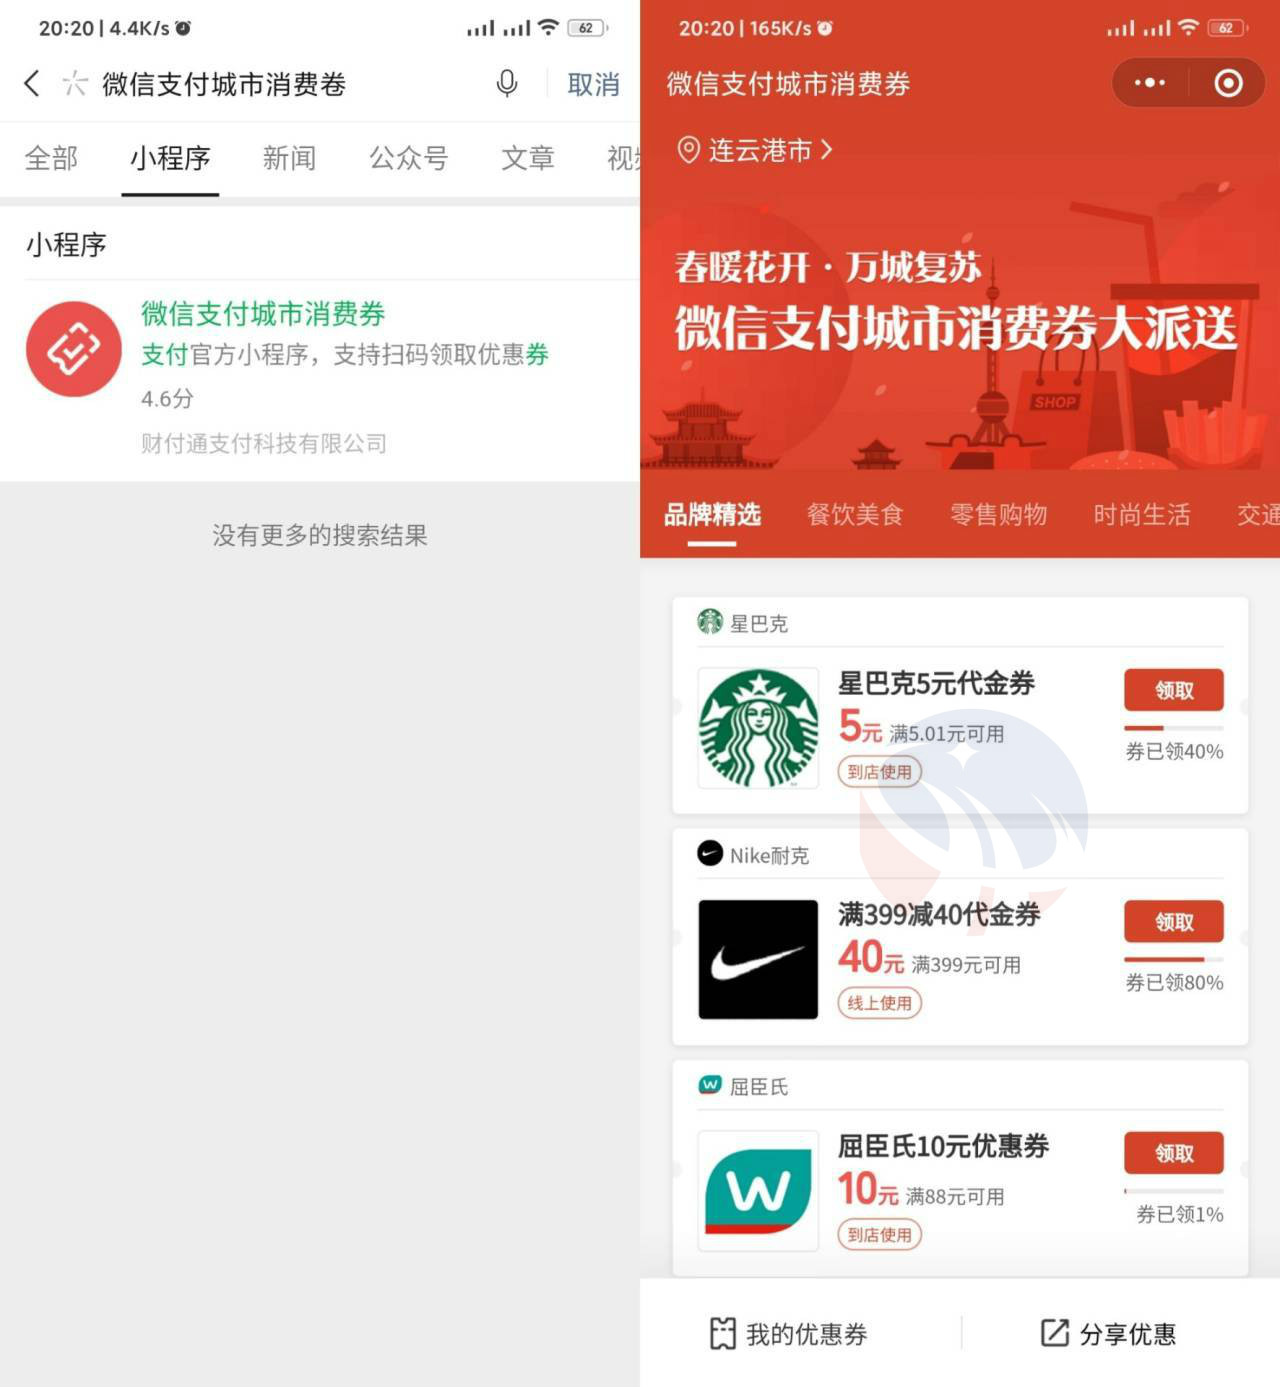 20:20 | 4.4K/s
62
微信支付城市消费卷
取消
全部
小程序
新闻
公众号
文章
小程序
微信支付城市消费券
支付官方小程序，支持扫码领取优惠券
4.6分
财付通支付科技有限公司
没有更多的搜索结果
20:20 | 165K/s
62
微信支付城市消费券
连云港市
春暖花开·万城复苏
微信支付城市消费券大派送
SHOP
品牌精选
餐饮美食
零售购物
时尚生活
交通
星巴克
星巴克5元代金券
领取
5元 满5.01元可用
券已领40%
到店使用
Nike耐克
满399减40代金券
领取
40元 满399元可用
券已领80%
线上使用
W
屈臣氏
W
屈臣氏10元优惠券
领取
10元 满88元可用
券已领1%
到店使用
我的优惠券
分享优惠